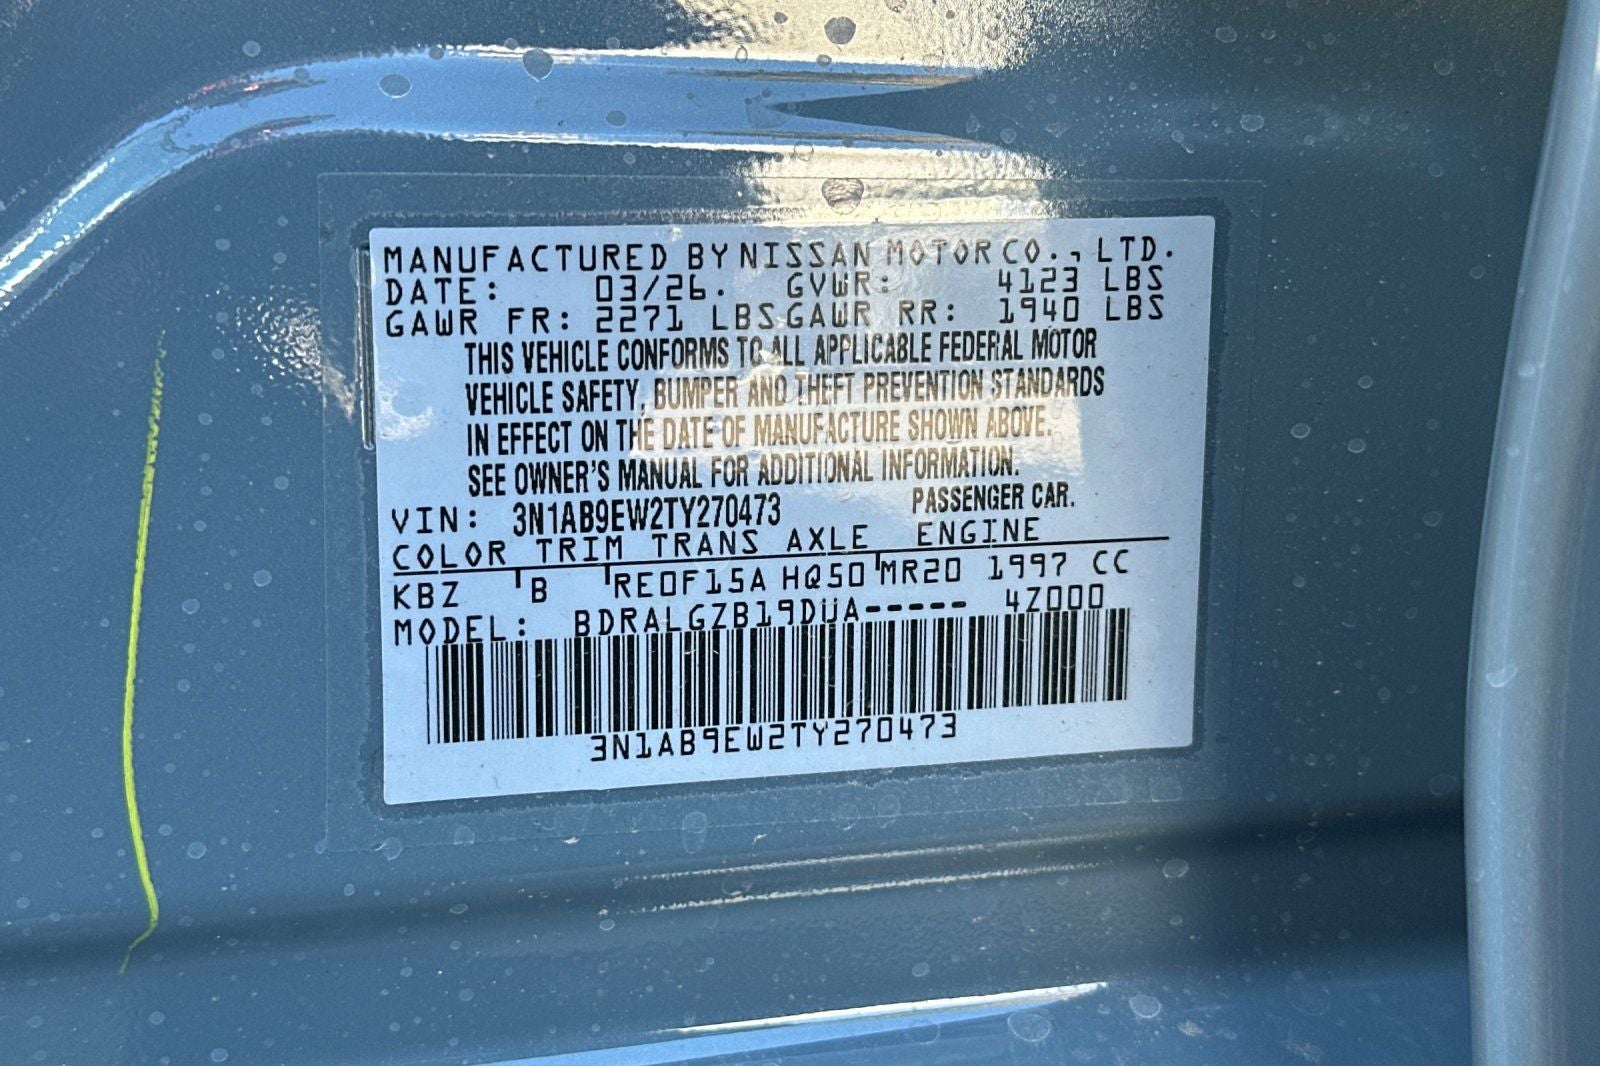 MANUFACTURED BY NISSAN MOTOR CO., LTD.
DATE: 03/26. GVWR: 4123 LBS
GAWR FR: 2271 LBS GAWR RR: 1940 LBS
THIS VEHICLE CONFORMS TO ALL APPLICABLE FEDERAL MOTOR
VEHICLE SAFETY, BUMPER AND THEFT PREVENTION STANDARDS
IN EFFECT ON THE DATE OF MANUFACTURE SHOWN ABOVE.
SEE OWNER'S MANUAL FOR ADDITIONAL INFORMATION.
VIN: 3N1AB9EW2TY270473 PASSENGER CAR.
COLOR TRIM TRANS AXLE ENGINE
KBZ B RE0F15A HQ50 MR20 1997 CC
MODEL: BDRALGZB19DUA----- 4Z000
3N1AB9EW2TY270473